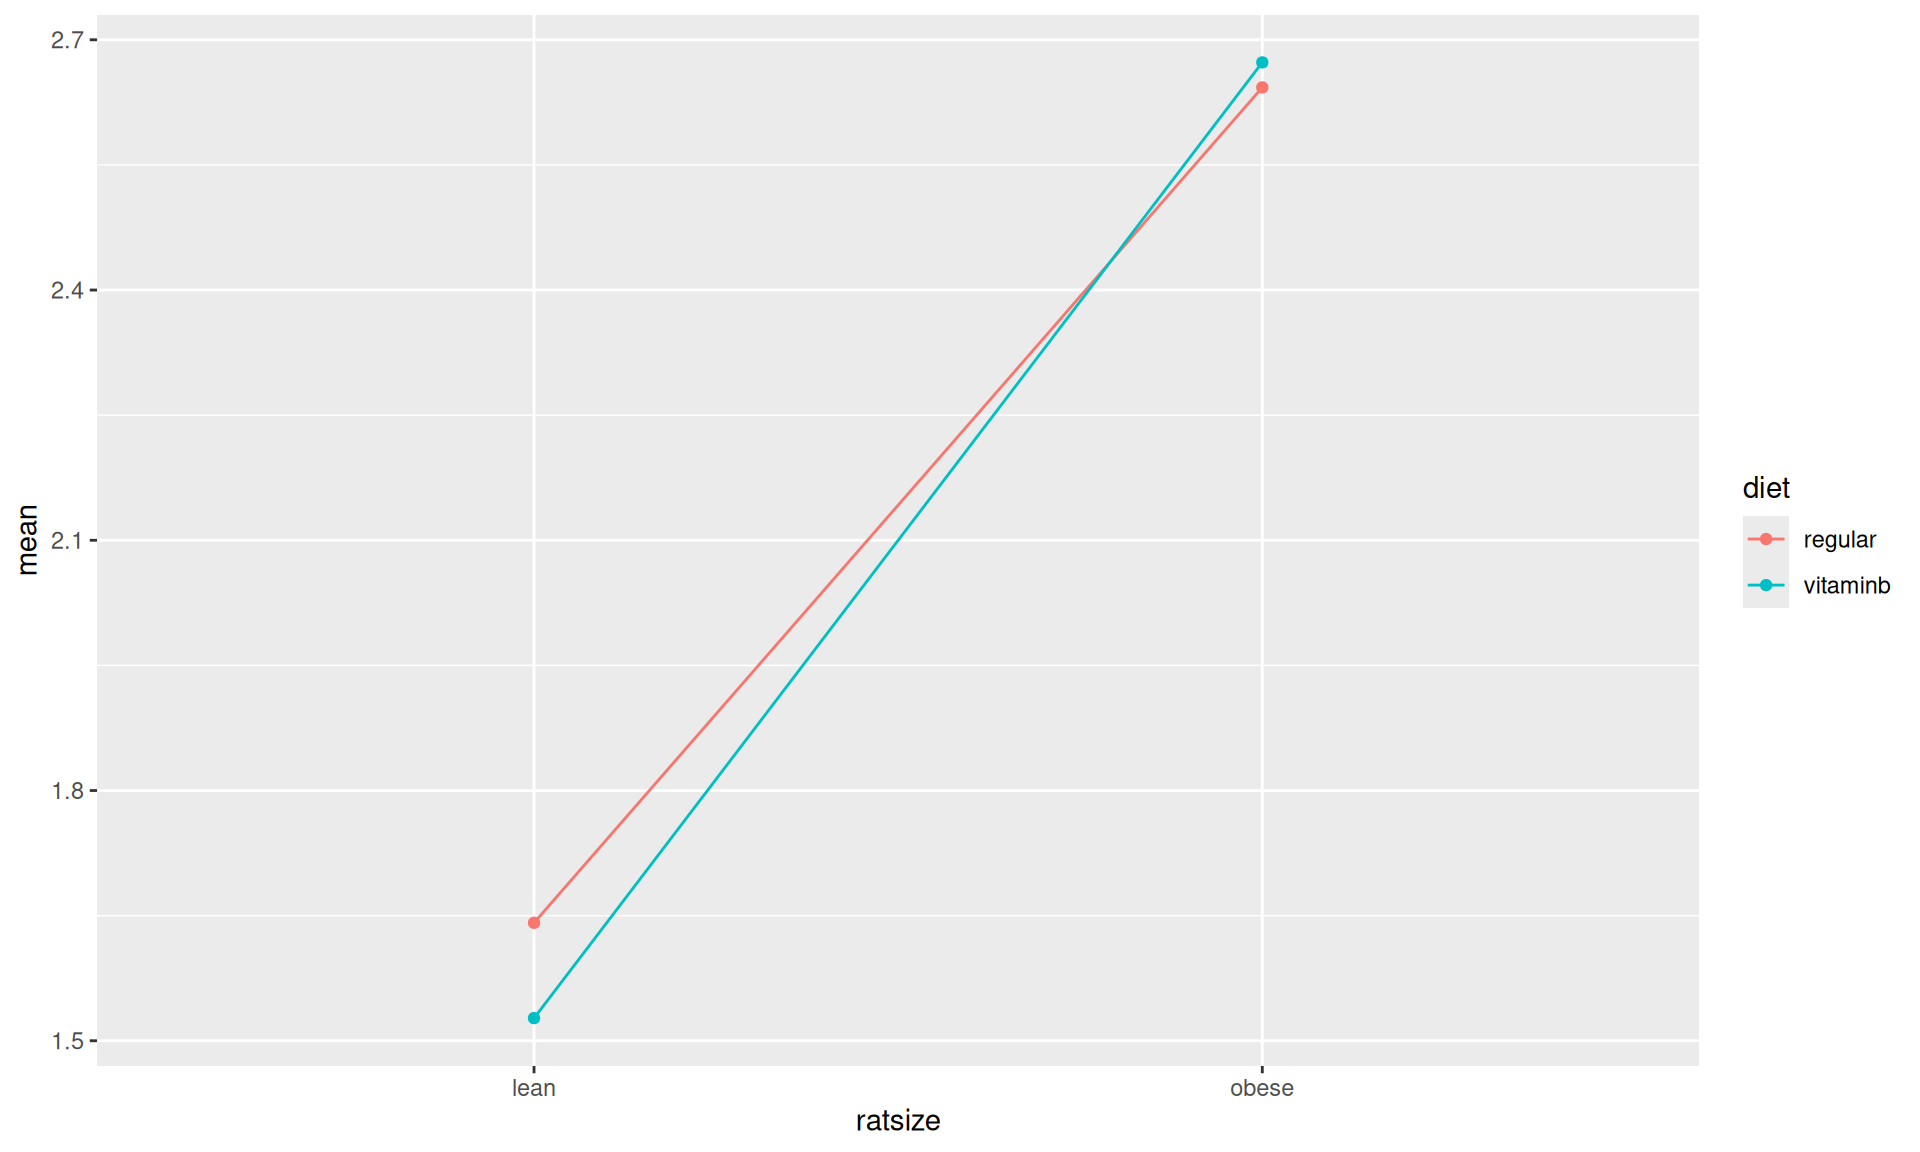 2.7
2.4
2.1
1.8
1.5
mean
lean
obese
ratsize
diet
regular
vitaminb